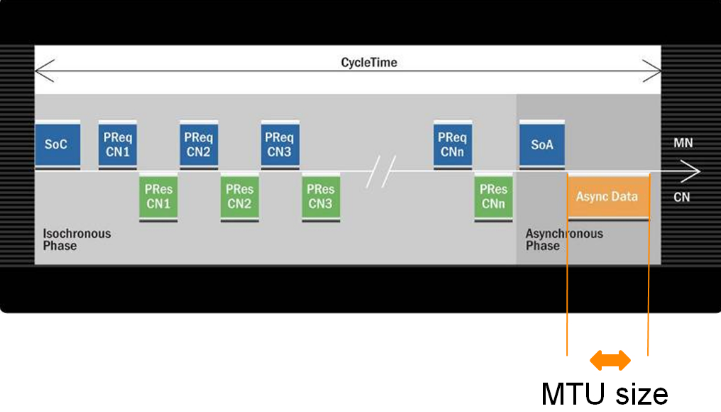 CycleTime
SoC
PReq
CN1
PReq
CN2
PReq
CN3
PReq
CNn
SoA
MN
PRes
CN1
PRes
CN2
PRes
CN3
PRes
CNn
Async Data
CN
Isochronous
Phase
Asynchronous
Phase
MTU size